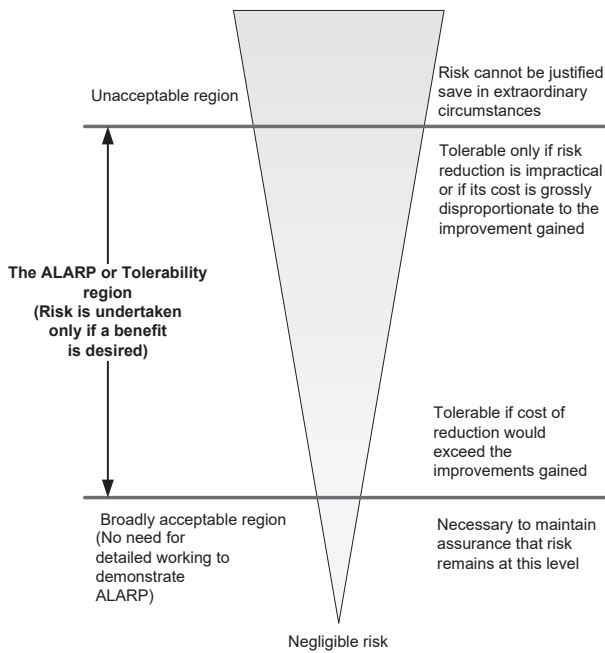 Unacceptable region
Risk cannot be justified
save in extraordinary
circumstances
Tolerable only if risk
reduction is impractical
or if its cost is grossly
disproportionate to the
improvement gained
The ALARP or Tolerability
region
(Risk is undertaken
only if a benefit
is desired)
Tolerable if cost of
reduction would
exceed the
improvements gained
Broadly acceptable region
(No need for
detailed working to
demonstrate
ALARP)
Necessary to maintain
assurance that risk
remains at this level
Negligible risk